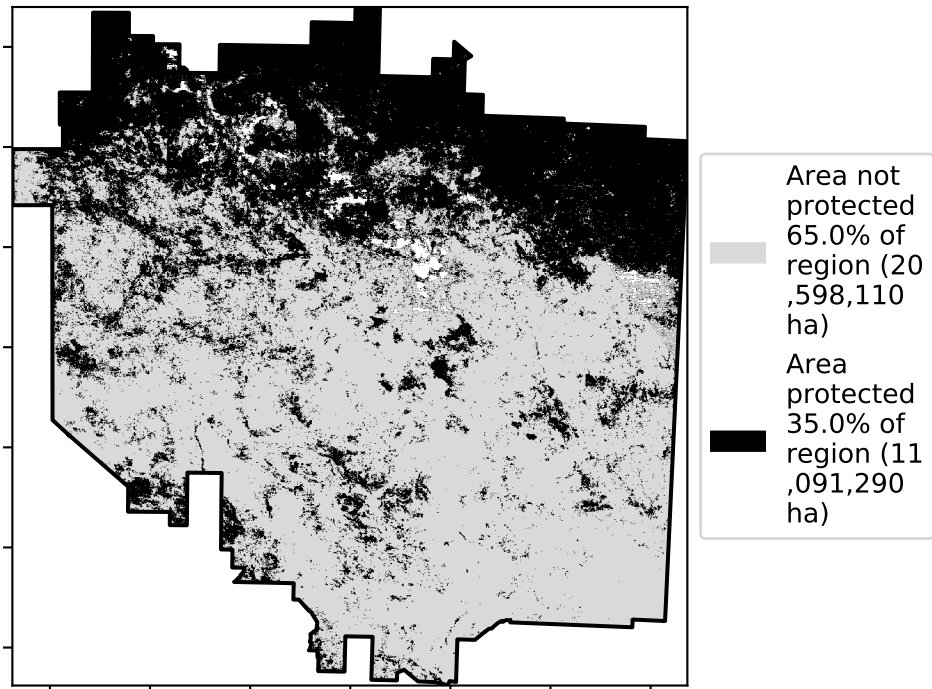 Area not
protected
65.0% of
region (20
,598,110
ha)
Area
protected
35.0% of
region (11
,091,290
ha)